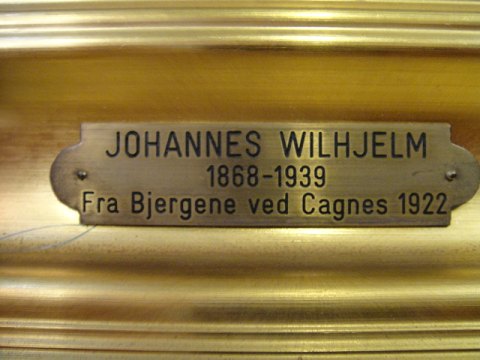 JOHANNES WILHJELM
1868-1939
Fra Bjergene ved Cagnes 1922